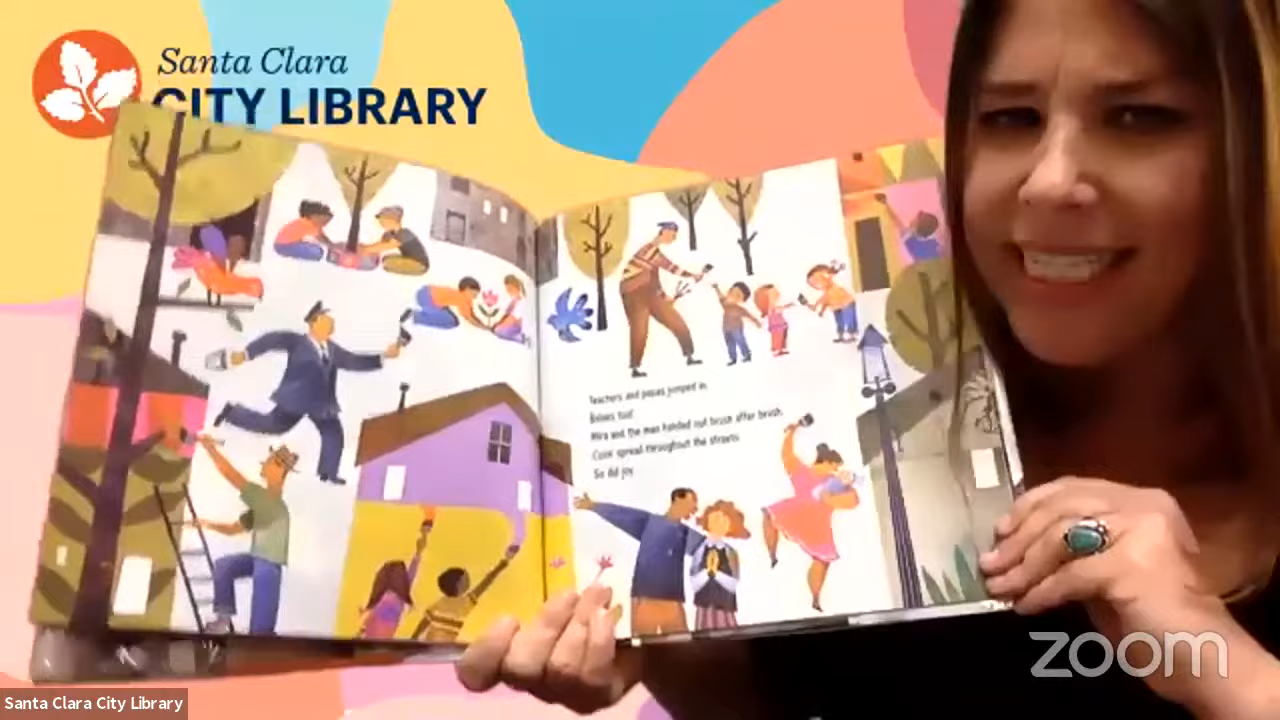 Santa Clara
CITY LIBRARY
Teachers and papas jumped in.
Babies too!
Mira and the man handed out brush after brush.
Color spread throughout the streets.
So did joy.
zoom
Santa Clara City Library